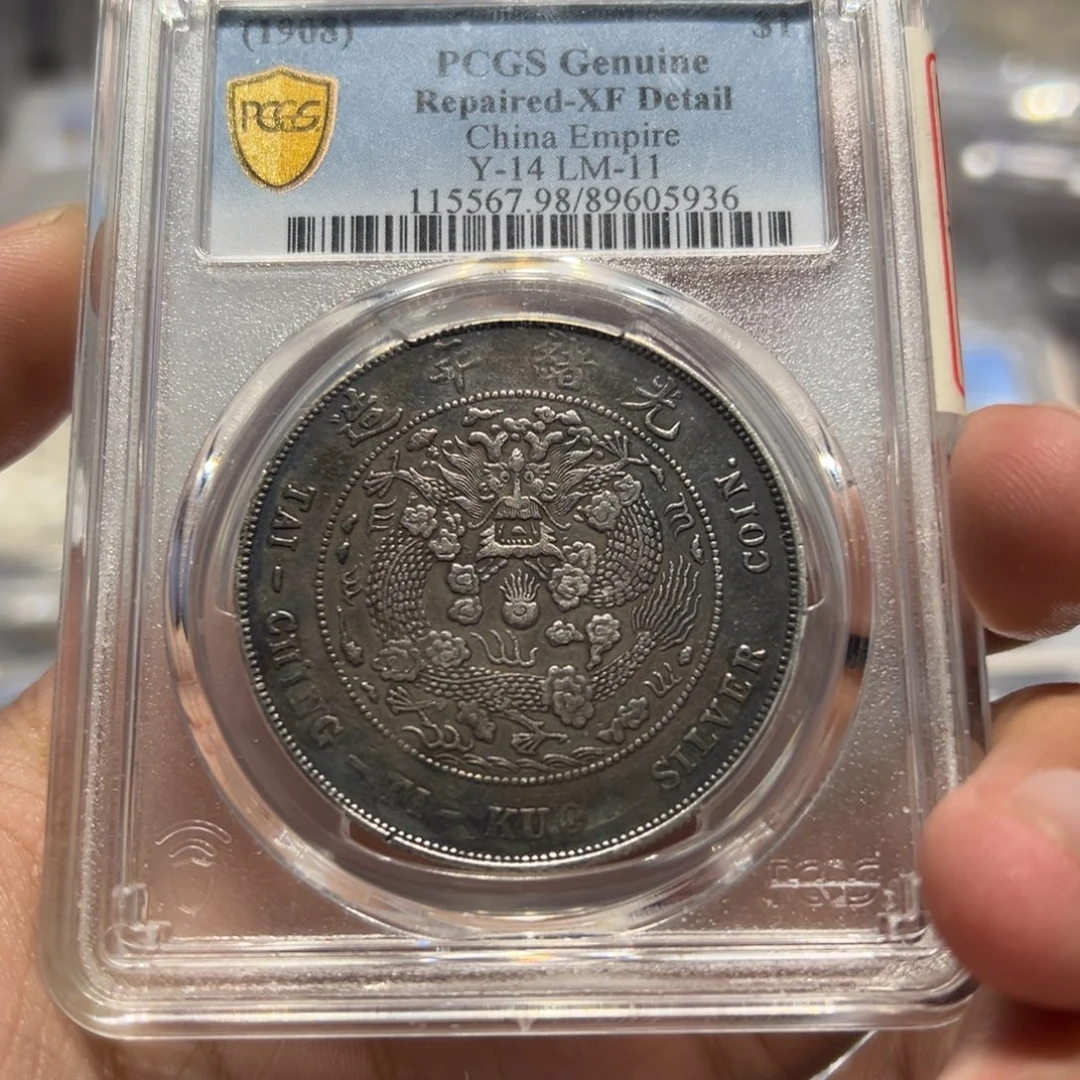 (1908) $1
PCGS Genuine
PCGS
Repaired-XF Detail
China Empire
Y-14 LM-11
115567.98/89605936
造年緒光
TAI-CHING-TI-KUO SILVER COIN.
PCGS